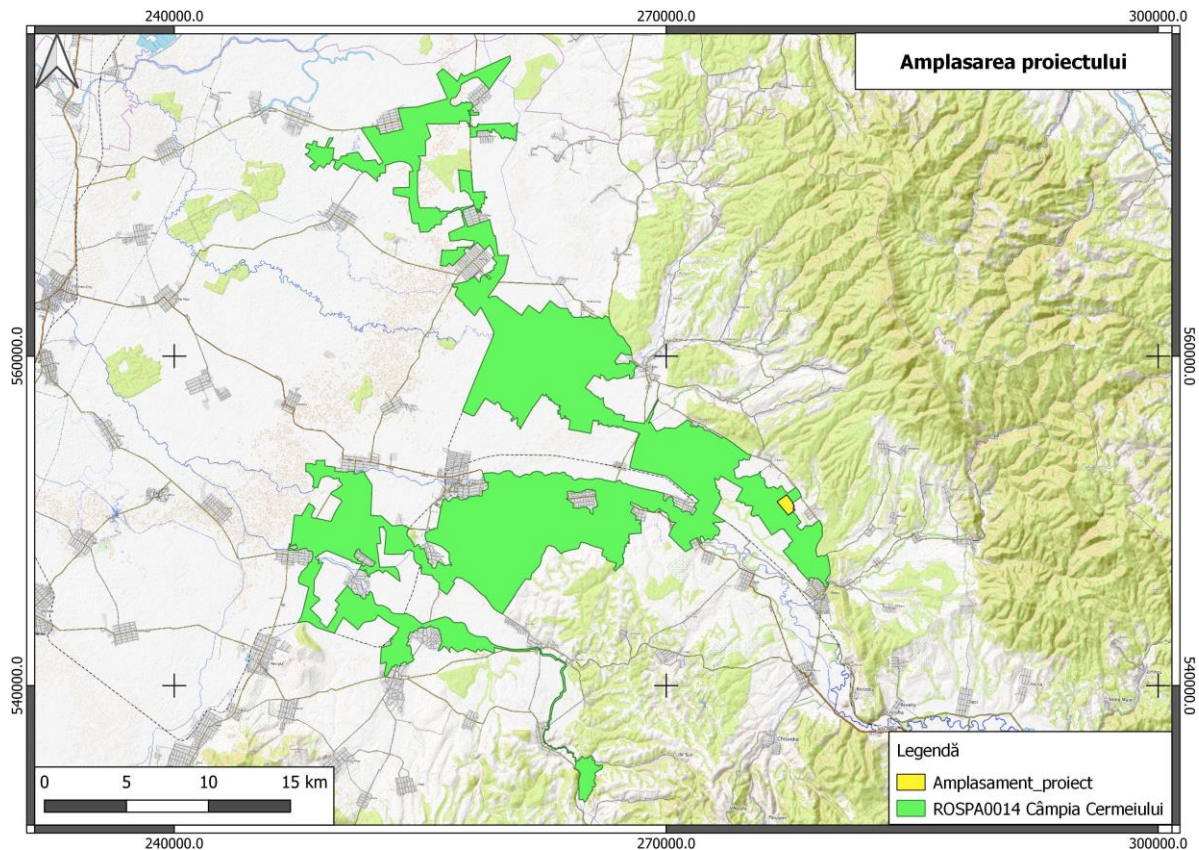 240000.0
270000.0
300000.0
Amplasarea proiectului
560000.0
560000.0
540000.0
540000.0
0 5 10 15 km
Legendă
Amplasament_proiect
ROSPA0014 Câmpia Cermeiului
240000.0
270000.0
300000.0